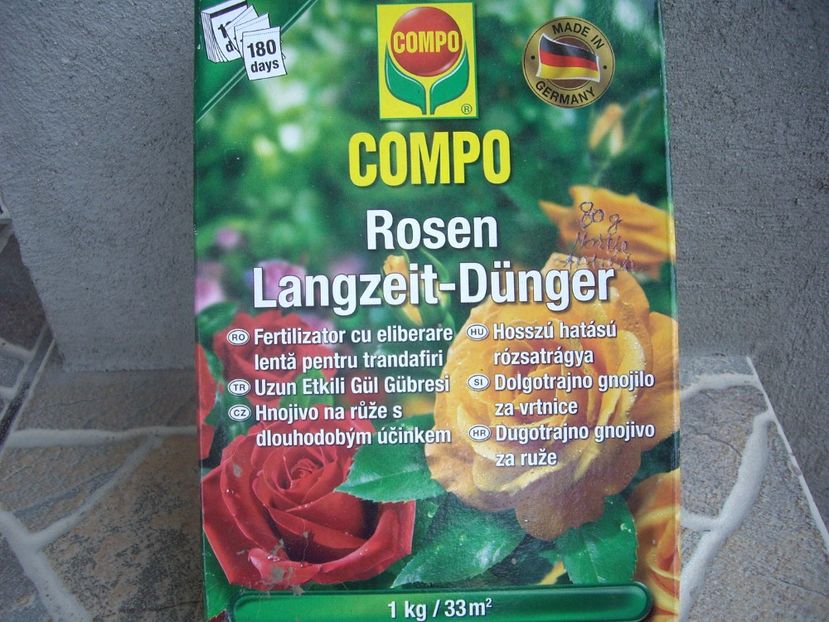 180
days
COMPO
®
MADE IN
GERMANY
COMPO
Rosen
80 g
Langzeit-Dünger
RO Fertilizator cu eliberare
lentă pentru trandafiri
TR Uzun Etkili Gül Gübresi
CZ Hnojivo na růže s
dlouhodobým účinkem
HU Hosszú hatású
rózsatrágya
SI Dolgotrajno gnojilo
za vrtnice
HR Dugotrajno gnojivo
za ruže
1 kg / 33 m²